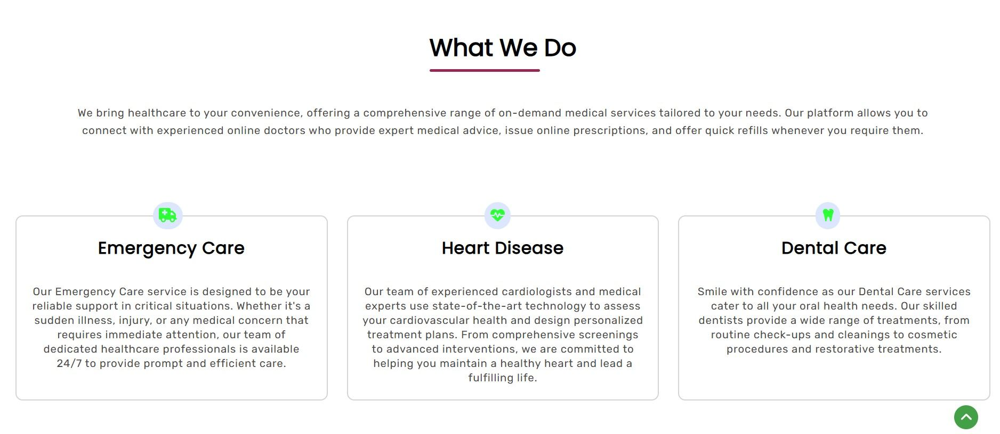 What We Do
We bring healthcare to your convenience, offering a comprehensive range of on-demand medical services tailored to your needs. Our platform allows you to
connect with experienced online doctors who provide expert medical advice, issue online prescriptions, and offer quick refills whenever you require them.
Emergency Care
Our Emergency Care service is designed to be your
reliable support in critical situations. Whether it's a
sudden illness, injury, or any medical concern that
requires immediate attention, our team of
dedicated healthcare professionals is available
24/7 to provide prompt and efficient care.
Heart Disease
Our team of experienced cardiologists and medical
experts use state-of-the-art technology to assess
your cardiovascular health and design personalized
treatment plans. From comprehensive screenings
to advanced interventions, we are committed to
helping you maintain a healthy heart and lead a
fulfilling life.
Dental Care
Smile with confidence as our Dental Care services
cater to all your oral health needs. Our skilled
dentists provide a wide range of treatments, from
routine check-ups and cleanings to cosmetic
procedures and restorative treatments.